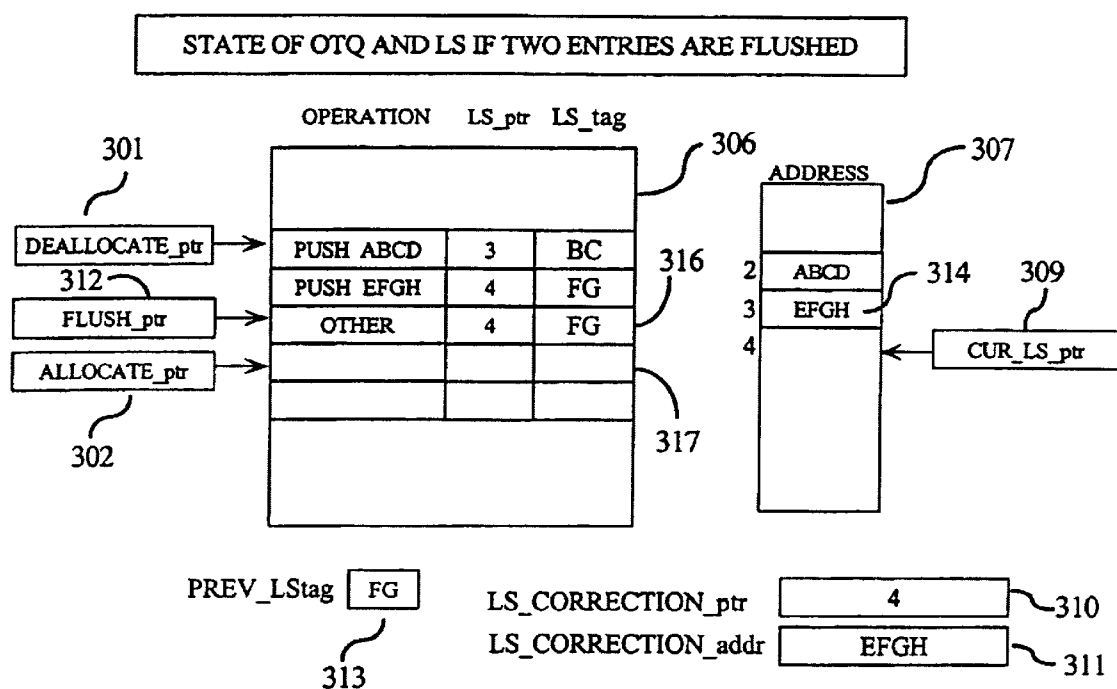 STATE OF OTQ AND LS IF TWO ENTRIES ARE FLUSHED
OPERATION LS_ptr LS_tag
301
306
307
ADDRESS
DEALLOCATE_ptr
PUSH ABCD 3 BC
316
2 ABCD
314
309
312
PUSH EFGH 4 FG
3 EFGH
FLUSH_ptr
OTHER 4 FG
4
CUR_LS_ptr
ALLOCATE_ptr
302
317
PREV_LStag FG
313
LS_CORRECTION_ptr 4
310
LS_CORRECTION_addr EFGH
311